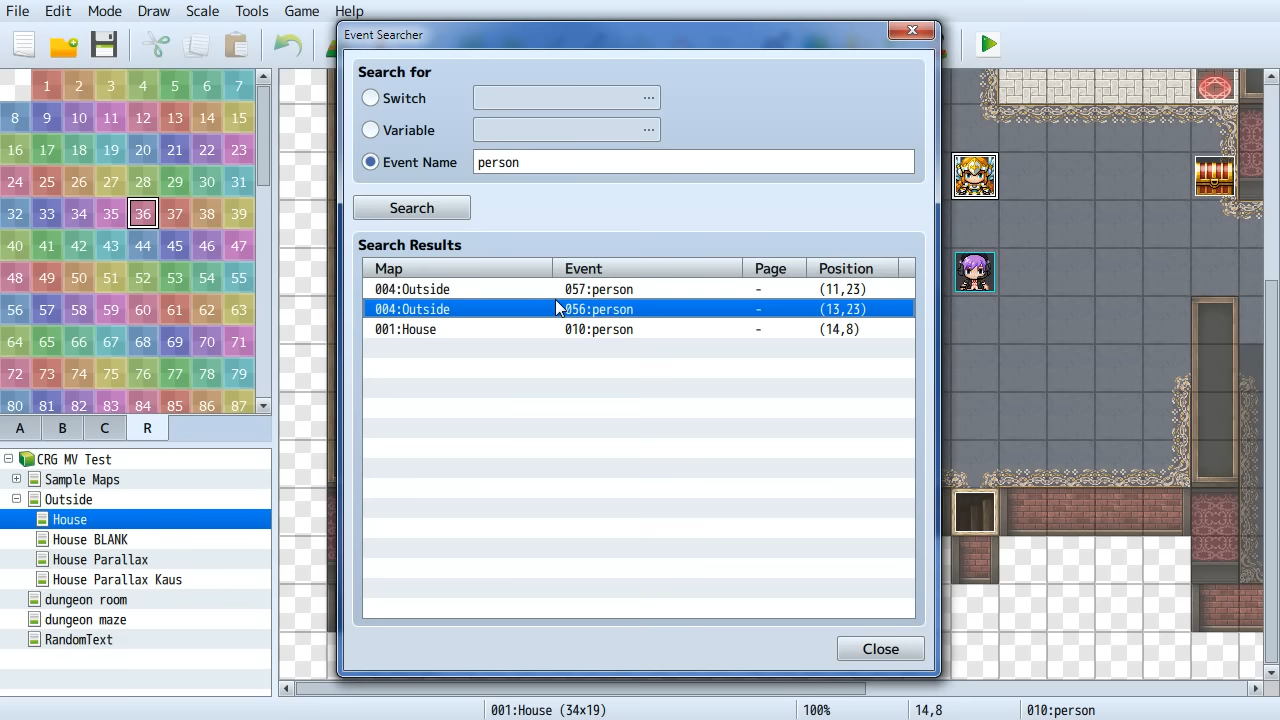 File Edit Mode Draw Scale Tools Game Help
Event Searcher
Search for
Switch ...
Variable ...
Event Name person
Search
Search Results
Map Event Page Position
004:Outside 057:person - (11,23)
004:Outside 056:person - (13,23)
001:House 010:person - (14,8)
Close
1 2 3 4 5 6 7
8 9 10 11 12 13 14 15
16 17 18 19 20 21 22 23
24 25 26 27 28 29 30 31
32 33 34 35 36 37 38 39
40 41 42 43 44 45 46 47
48 49 50 51 52 53 54 55
56 57 58 59 60 61 62 63
64 65 66 67 68 69 70 71
72 73 74 75 76 77 78 79
80 81 82 83 84 85 86 87
A B C R
CRG MV Test
Sample Maps
Outside
House
House BLANK
House Parallax
House Parallax Kaus
dungeon room
dungeon maze
RandomText
001:House (34x19) 100% 14,8 010:person